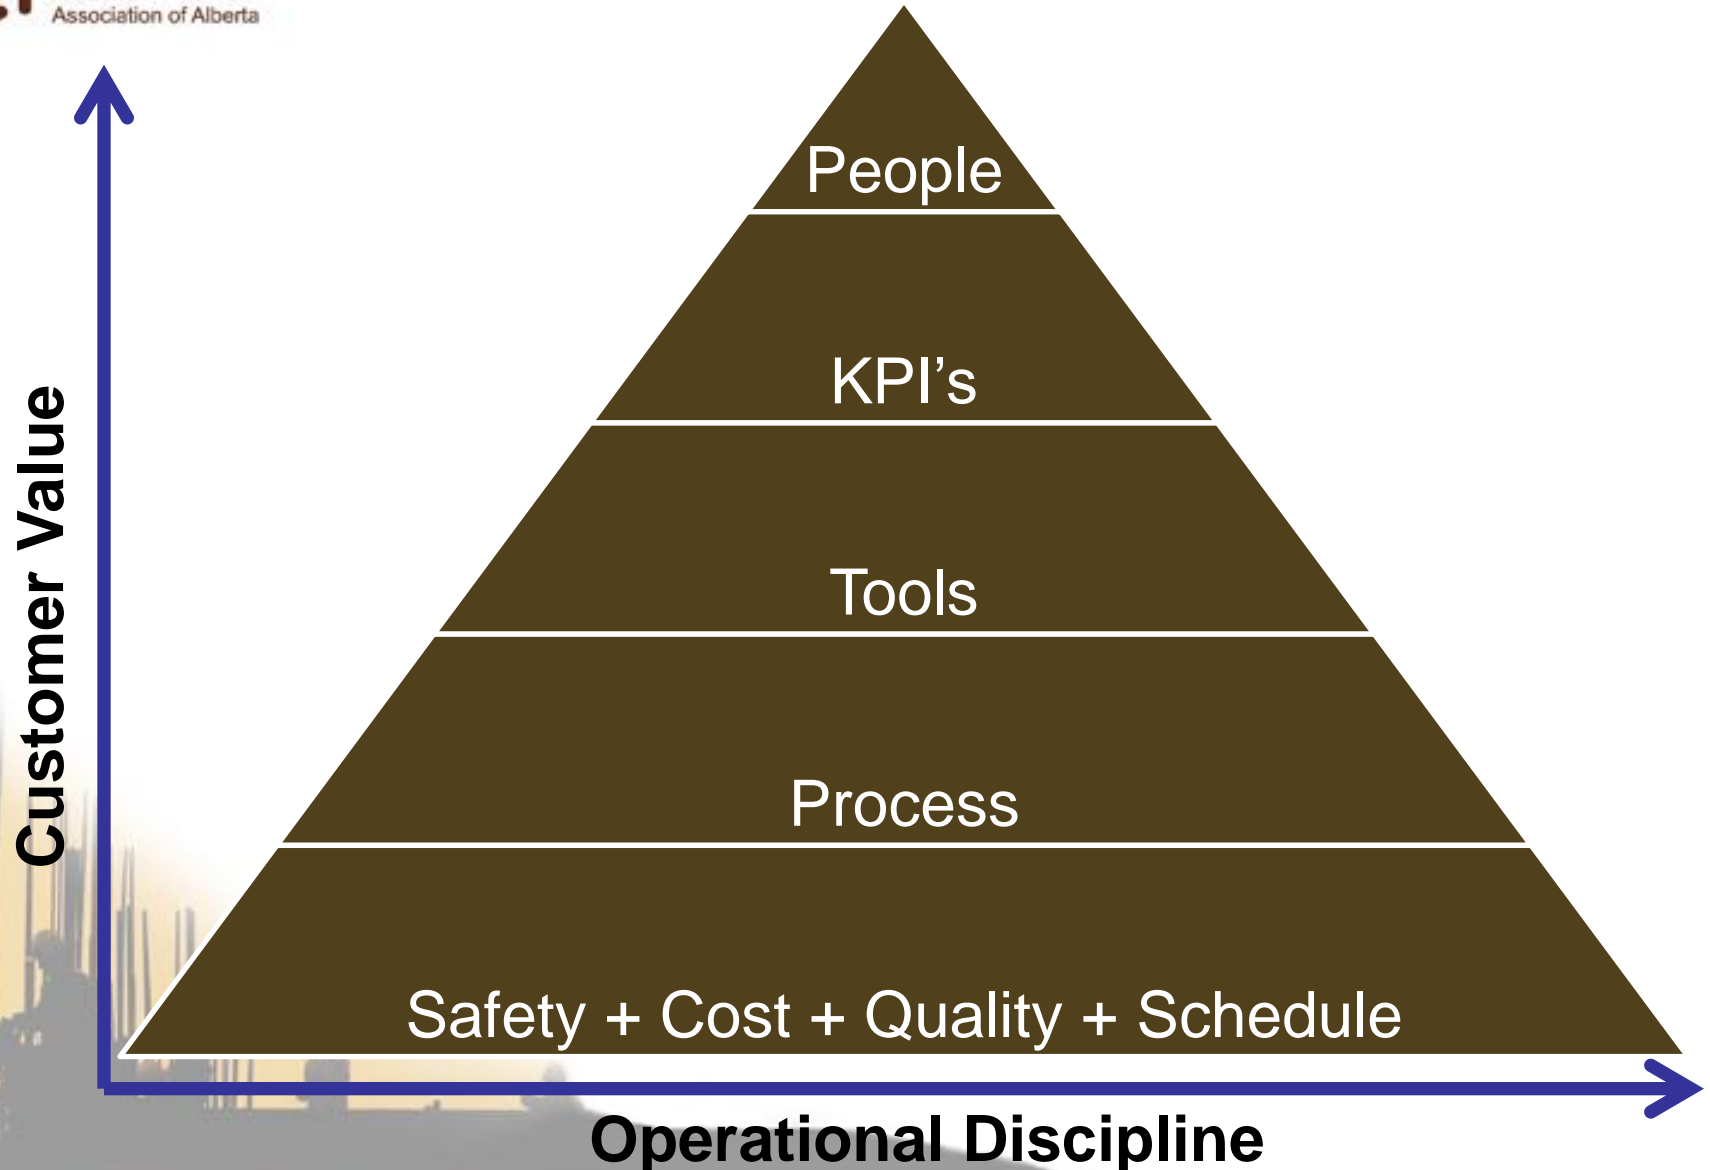 Association of Alberta
People
KPI’s
Tools
Process
Safety + Cost + Quality + Schedule
Customer Value
Operational Discipline